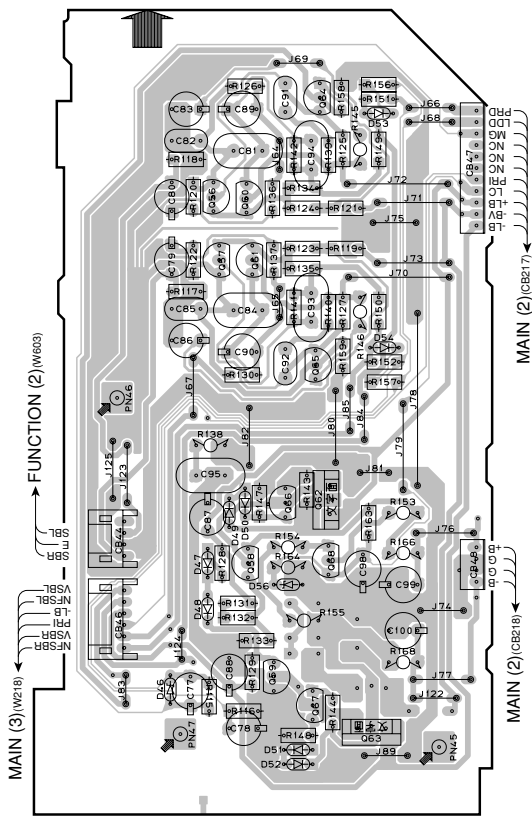 J69
R126
C83
C89
C91
Q64
R158
R156
R151
D53
J66
J68
R145
C82
R118
C81
J64
R142
C94
R139
R125
R149
C80
R120
Q56
Q60
R136
R134
R124
R121
J72
J71
J75
PRD
LDD
MG
NC
NC
NC
PRI
LC
+LB
-BV
-LB
CB47
MAIN (2)(CB217)
C79
R122
Q57
Q61
R137
R123
R135
R119
J73
J70
R117
C85
C84
J65
R141
C93
R140
R127
R150
R146
C86
C90
R130
C92
Q65
R159
D54
R152
R157
J67
J78
FUNCTION (2)(W603)
PN46
J82
J80
J85
J84
J79
J125
J123
R138
C95
J81
SBL
E
SBR
CB44
C87
D49
D50
R147
Q66
R143
Q62
R163
R153
J76
R154
R164
D56
Q68
C98
R166
C99
CB48
+B
G
G
-B
MAIN (2)(CB218)
D47
R128
Q58
D48
R131
R132
R133
R155
C100
J74
R168
VSBL
NFSBL
-LB
PRI
VSBR
NFSBR
CB46
MAIN (3)(W218)
J124
J83
D46
C77
R115
C88
R129
Q59
J77
J122
PN47
R116
C78
Q67
R144
R148
D51
D52
Q63
J89
PN45